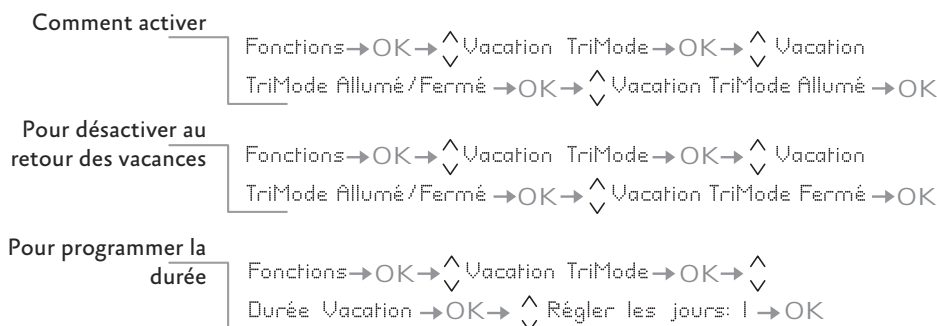 Comment activer
Fonctions→OK→Vacation TriMode→OK→Vacation
TriMode Allumé/Fermé→OK→Vacation TriMode Allumé→OK
Pour désactiver au
retour des vacances
Fonctions→OK→Vacation TriMode→OK→Vacation
TriMode Allumé/Fermé→OK→Vacation TriMode Fermé→OK
Pour programmer la
durée
Fonctions→OK→Vacation TriMode→OK→
Durée Vacation→OK→Régler les jours: 1→OK